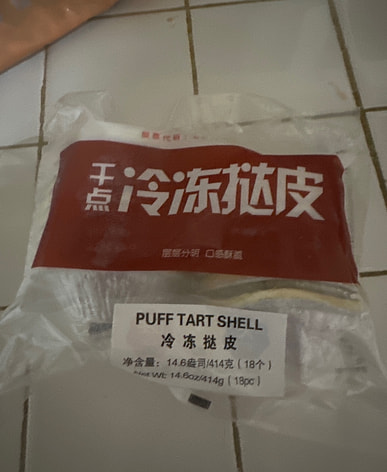 千点 冷冻挞皮
层层分明 口感酥脆
PUFF TART SHELL
冷冻挞皮
净含量：14.6盎司/414克（18个）
Net Wt: 14.6oz/414g (18pc)